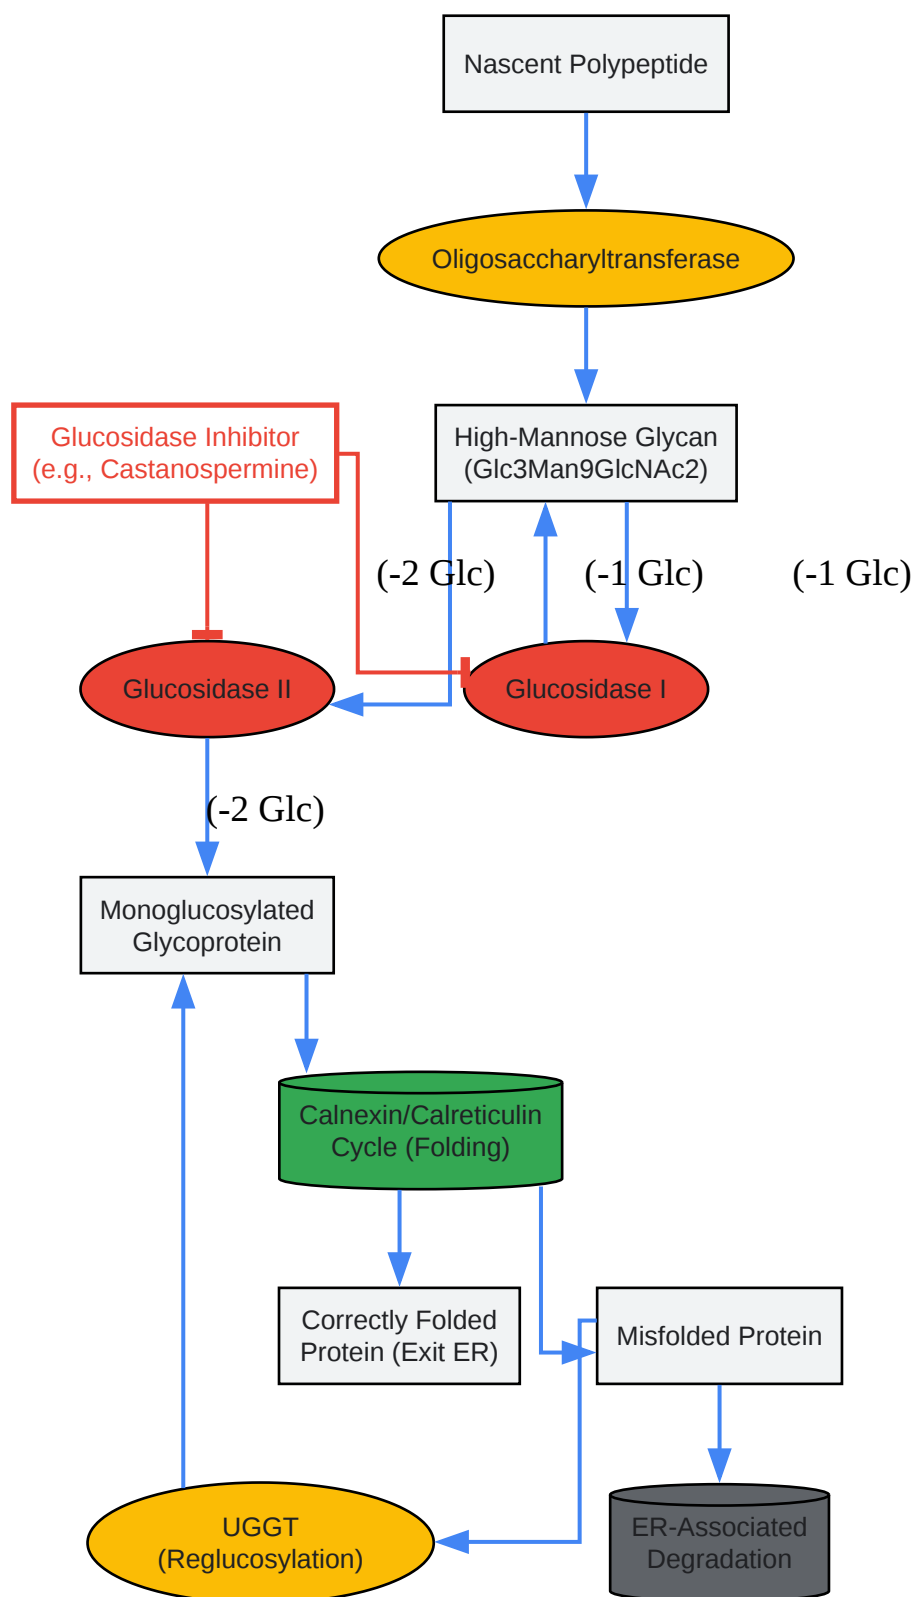 Nascent Polypeptide
Oligosaccharyltransferase
Glucosidase Inhibitor
(e.g., Castanospermine)
High-Mannose Glycan
(Glc3Man9GlcNAc2)
(-2 Glc)
(-1 Glc)
(-1 Glc)
Glucosidase II
Glucosidase I
(-2 Glc)
Monoglucosylated
Glycoprotein
Calnexin/Calreticulin
Cycle (Folding)
Correctly Folded
Protein (Exit ER)
Misfolded Protein
UGGT
(Reglucosylation)
ER-Associated
Degradation